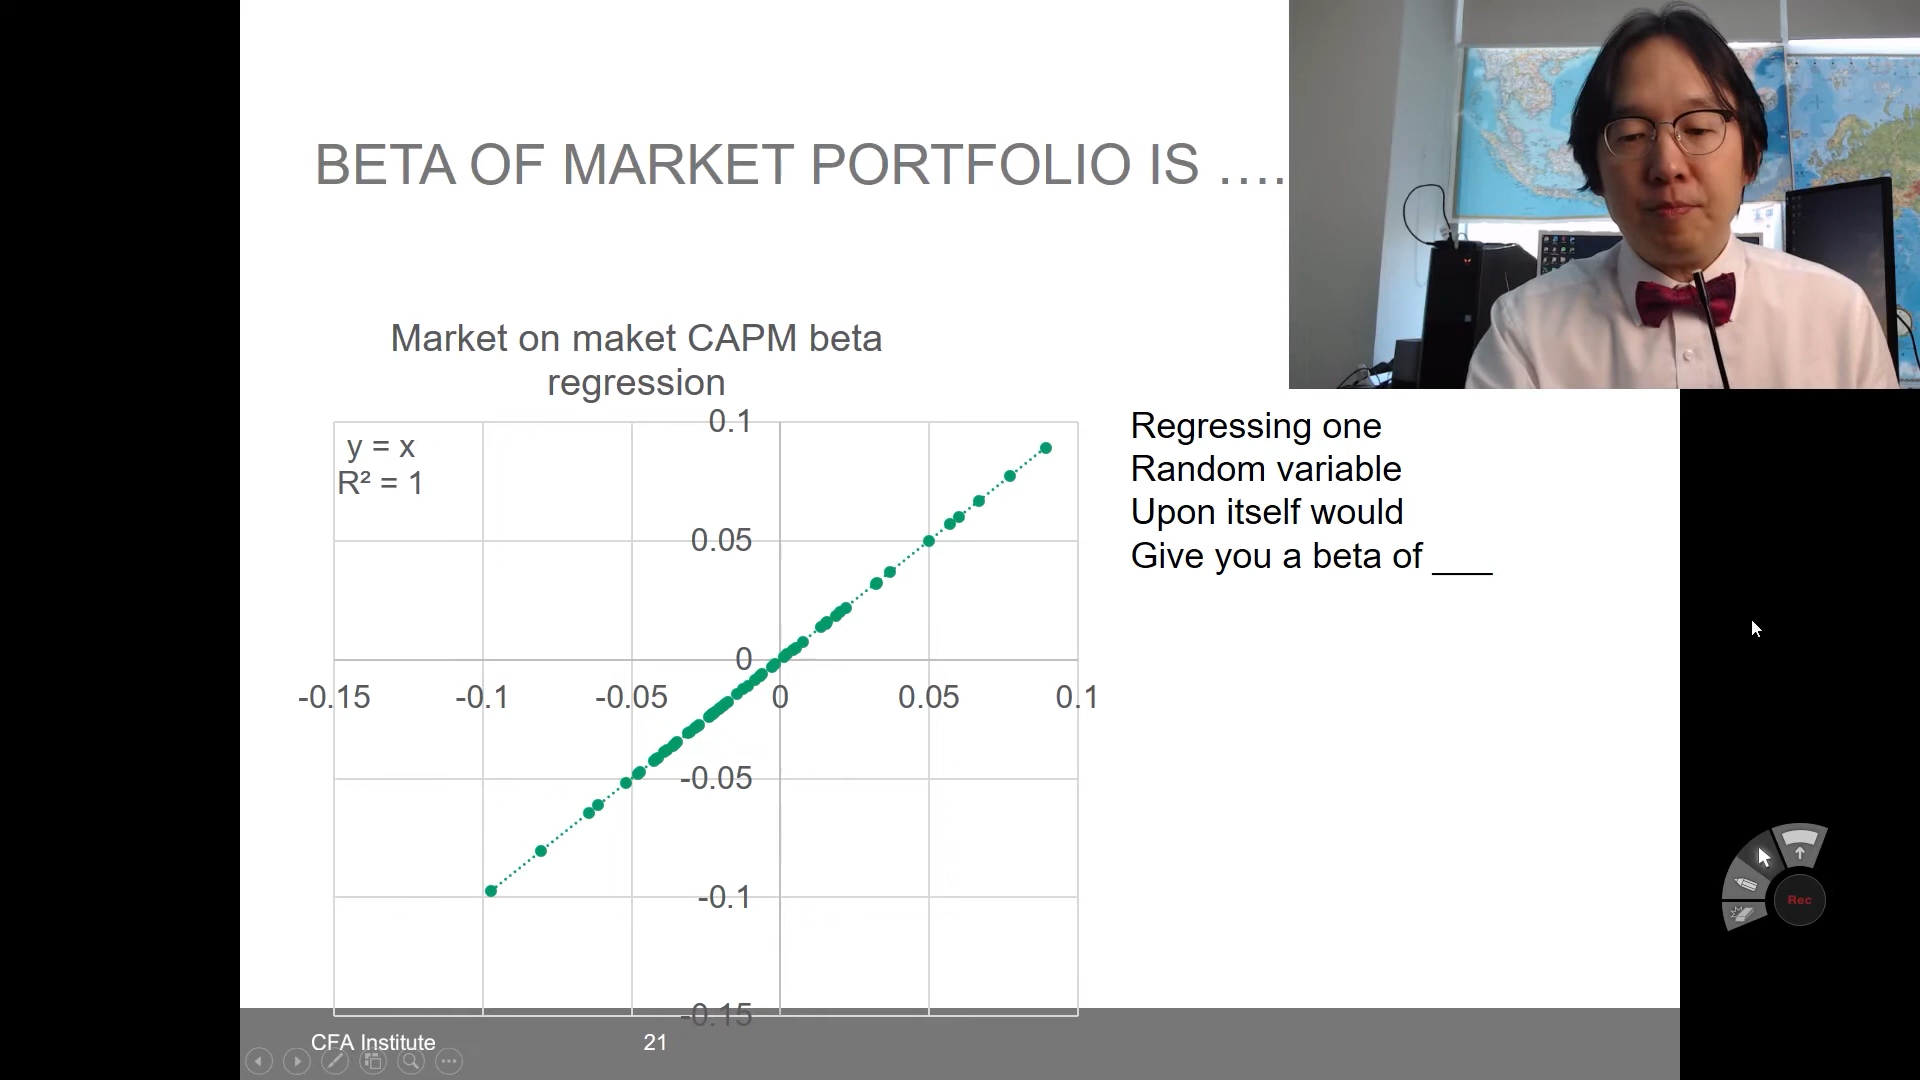 BETA OF MARKET PORTFOLIO IS ....
Market on maket CAPM beta
regression
y = x
R² = 1
0.1
0.05
0
-0.05
-0.1
-0.15
-0.15
-0.1
-0.05
0
0.05
0.1
Regressing one
Random variable
Upon itself would
Give you a beta of ___
Rec
CFA Institute
21